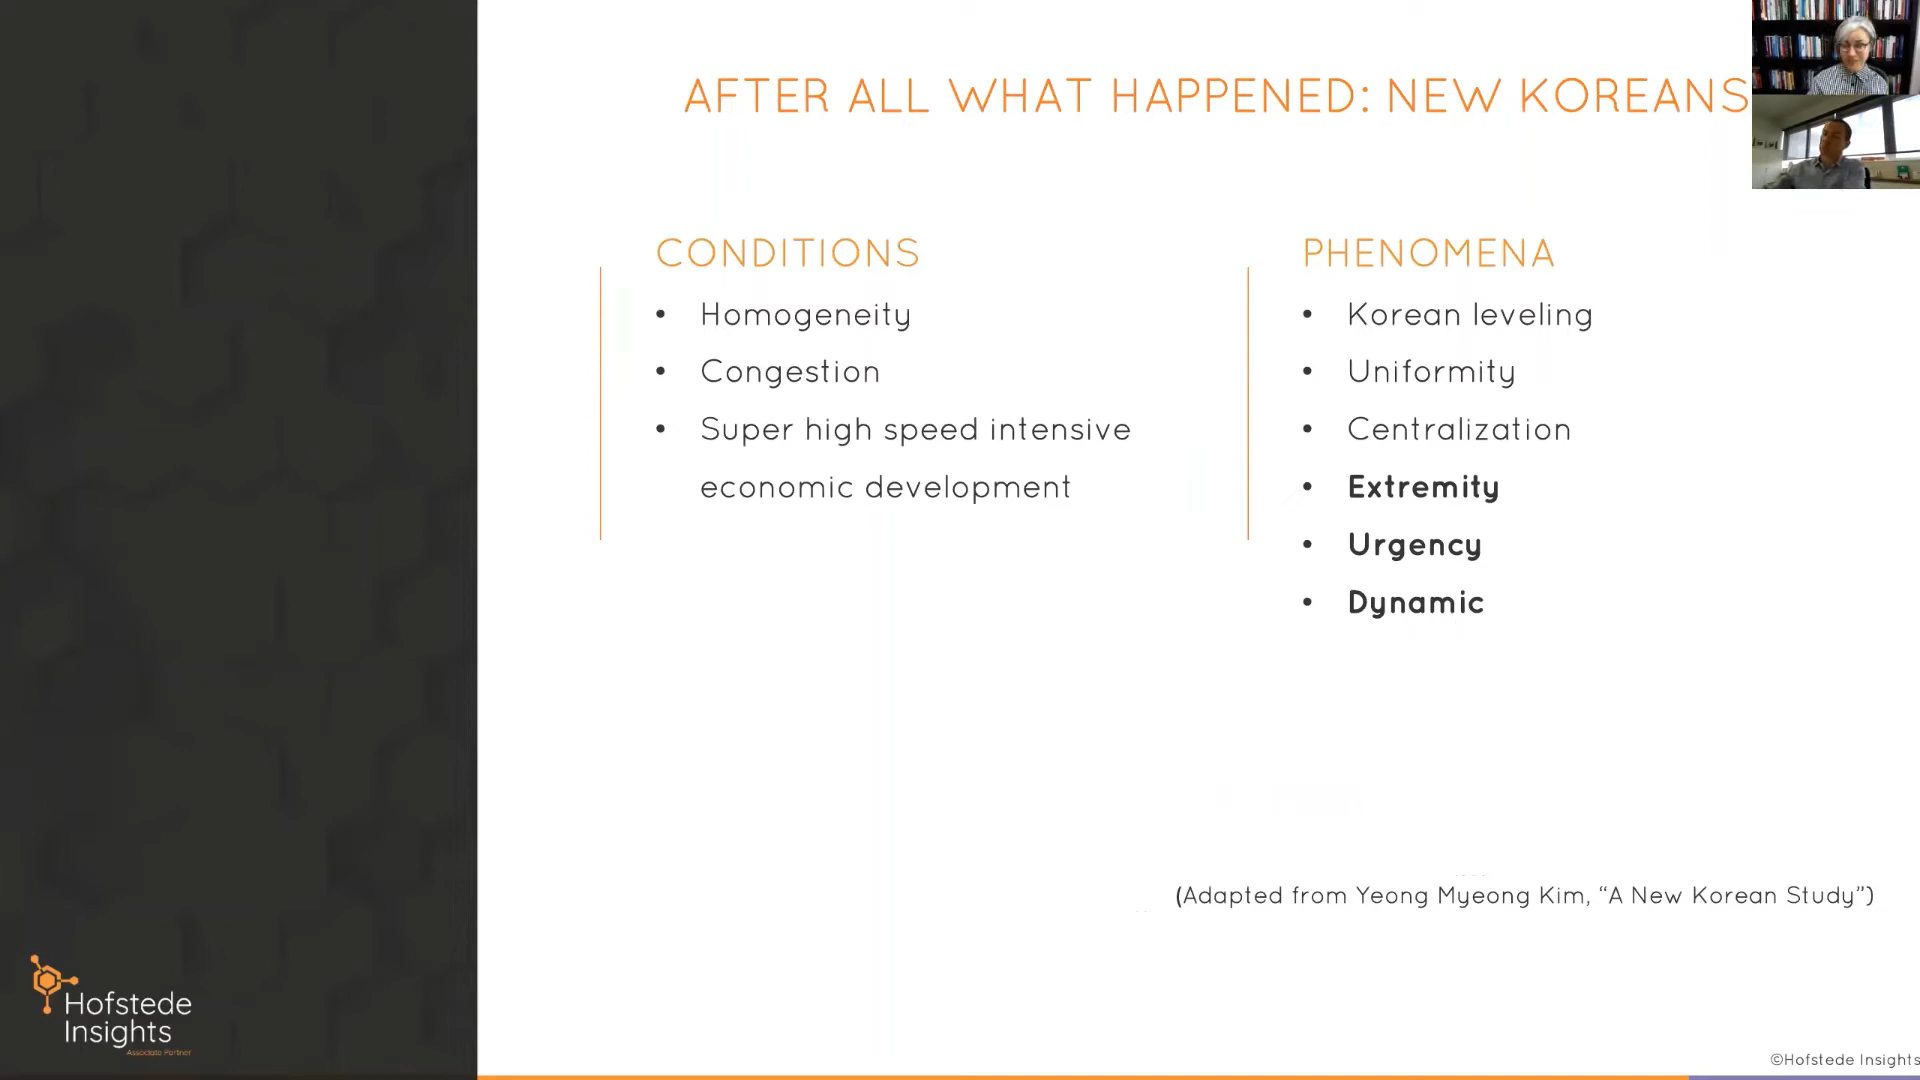 AFTER ALL WHAT HAPPENED: NEW KOREANS
CONDITIONS
• Homogeneity
• Congestion
• Super high speed intensive
economic development
PHENOMENA
• Korean leveling
• Uniformity
• Centralization
• Extremity
• Urgency
• Dynamic
(Adapted from Yeong Myeong Kim, “A New Korean Study”)
Hofstede
Insights
Associate Partner
©Hofstede Insights